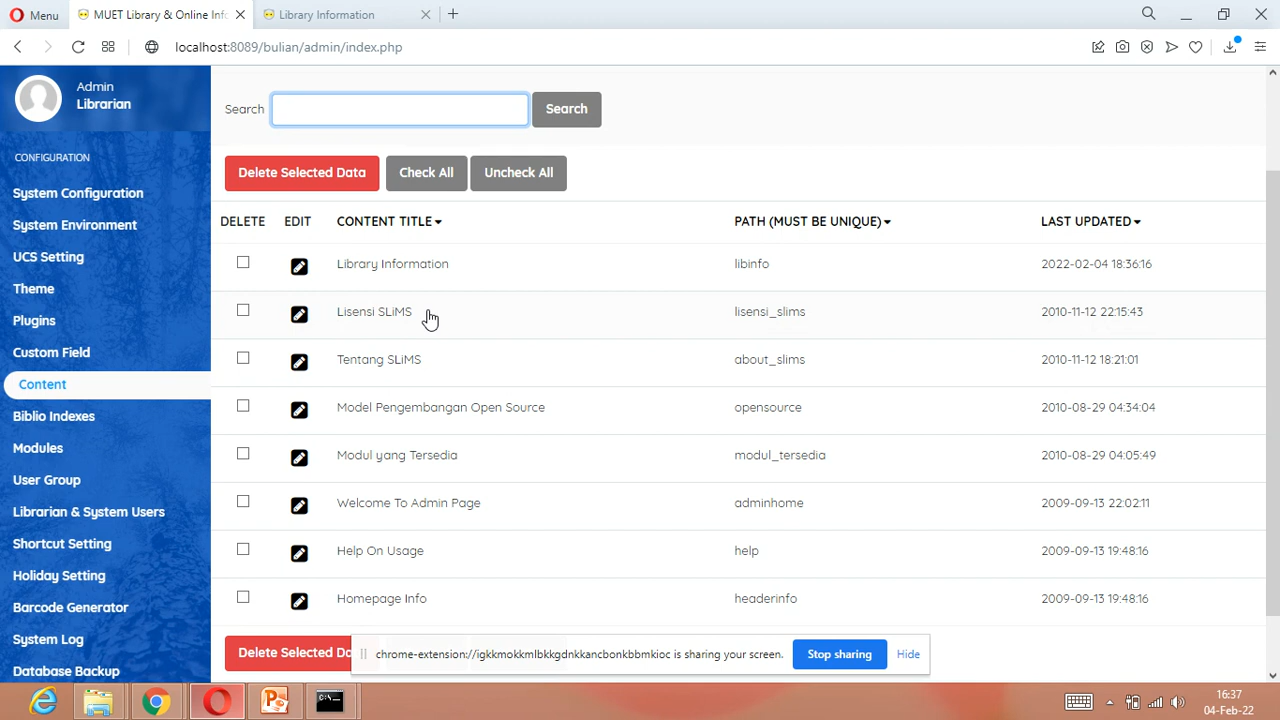 Menu
MUET Library & Online Inf
Library Information
localhost:8089/bulian/admin/index.php
Admin
Librarian
CONFIGURATION
System Configuration
System Environment
UCS Setting
Theme
Plugins
Custom Field
Content
Biblio Indexes
Modules
User Group
Librarian & System Users
Shortcut Setting
Holiday Setting
Barcode Generator
System Log
Database Backup
Search
Search
Delete Selected Data
Check All
Uncheck All
DELETE EDIT CONTENT TITLE PATH (MUST BE UNIQUE) LAST UPDATED
Library Information libinfo 2022-02-04 18:36:16
Lisensi SLiMS lisensi_slims 2010-11-12 22:15:43
Tentang SLiMS about_slims 2010-11-12 18:21:01
Model Pengembangan Open Source opensource 2010-08-29 04:34:04
Modul yang Tersedia modul_tersedia 2010-08-29 04:05:49
Welcome To Admin Page adminhome 2009-09-13 22:02:11
Help On Usage help 2009-09-13 19:48:16
Homepage Info headerinfo 2009-09-13 19:48:16
Delete Selected Da
chrome-extension://igkkmokkmlbkkgdnkkancbonkbbmkioc is sharing your screen.
Stop sharing
Hide
16:37
04-Feb-22